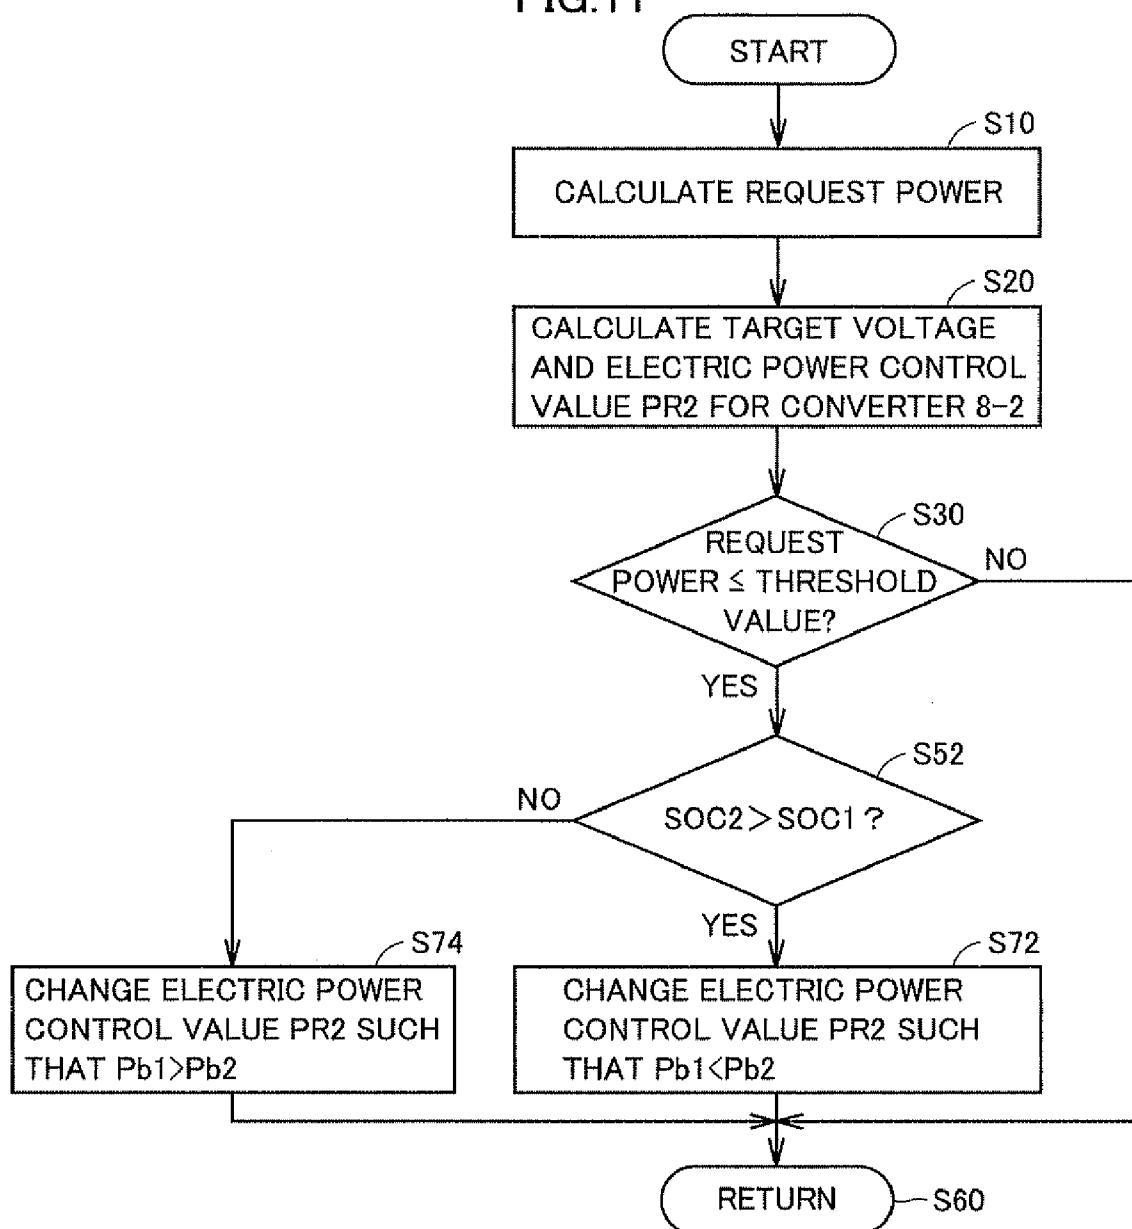 FIG.11
START
S10
CALCULATE REQUEST POWER
S20
CALCULATE TARGET VOLTAGE
AND ELECTRIC POWER CONTROL
VALUE PR2 FOR CONVERTER 8-2
S30
REQUEST
POWER ≦ THRESHOLD
VALUE?
NO
YES
S52
SOC2>SOC1?
NO
YES
S74
CHANGE ELECTRIC POWER
CONTROL VALUE PR2 SUCH
THAT Pb1>Pb2
S72
CHANGE ELECTRIC POWER
CONTROL VALUE PR2 SUCH
THAT Pb1<Pb2
RETURN
S60